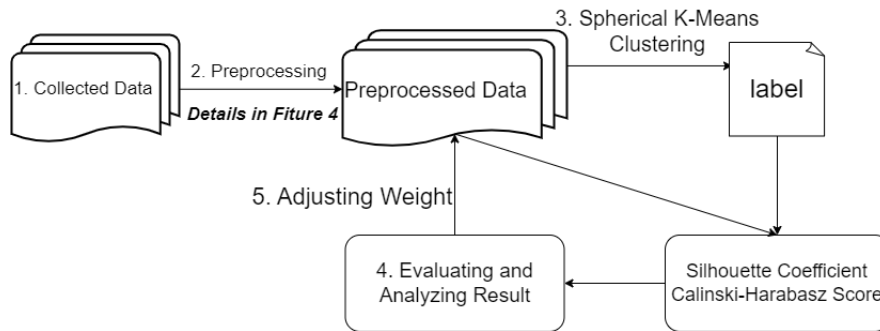 3. Spherical K-Means
Clustering
1. Collected Data
2. Preprocessing
Details in Fiture 4
Preprocessed Data
label
5. Adjusting Weight
4. Evaluating and
Analyzing Result
Silhouette Coefficient
Calinski-Harabasz Score